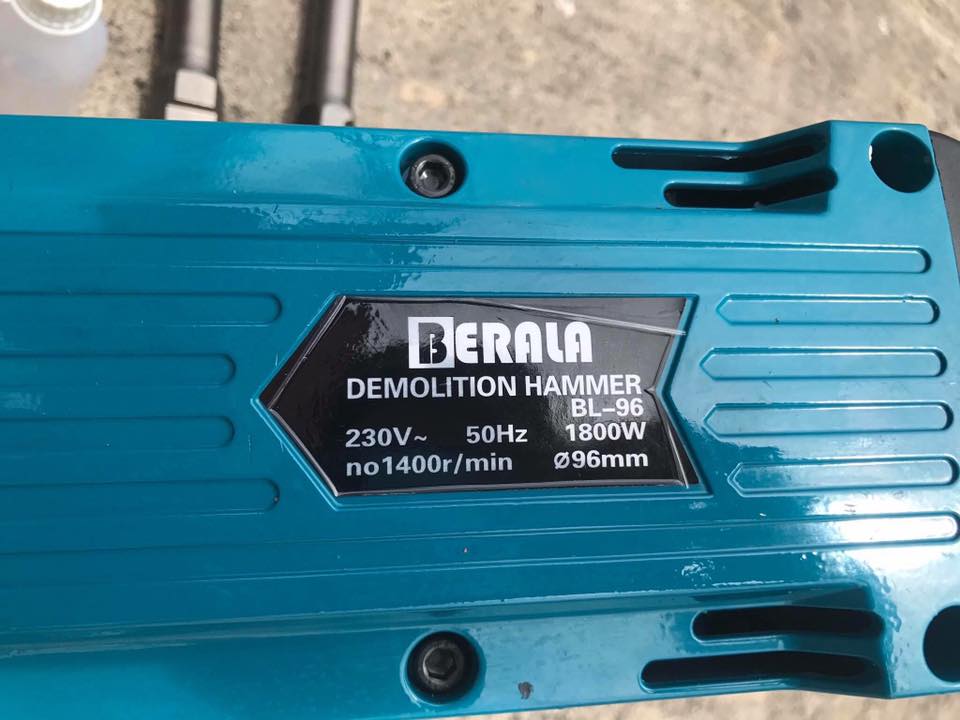 BERALA
DEMOLITION HAMMER
BL-96
230V~ 50Hz 1800W
no1400r/min ø96mm